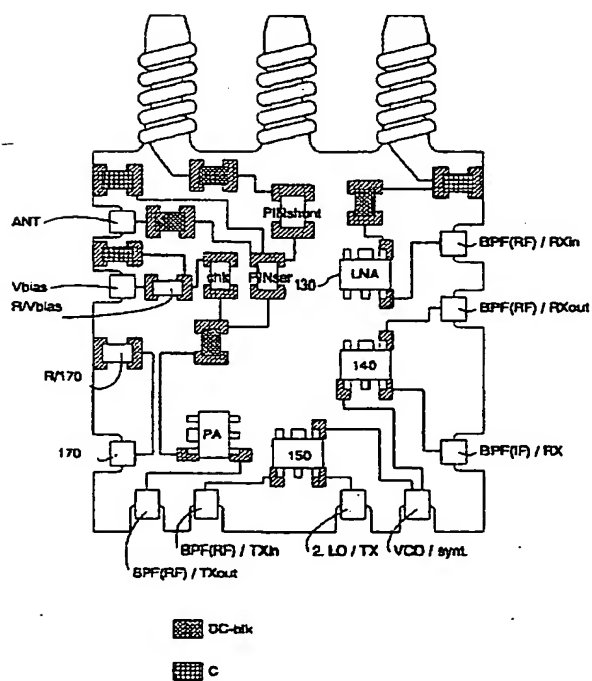 PINshunt
ANT
130
LNA
BPF(RF) / RXin
Vbias
R/Vbias
chk
PINser
BPF(RF) / RXout
140
R/170
PA
170
150
BPF(IF) / RX
BPF(RF) / TXin
2. LO / TX
VCO / synt.
BPF(RF) / TXout
DC-blk
C